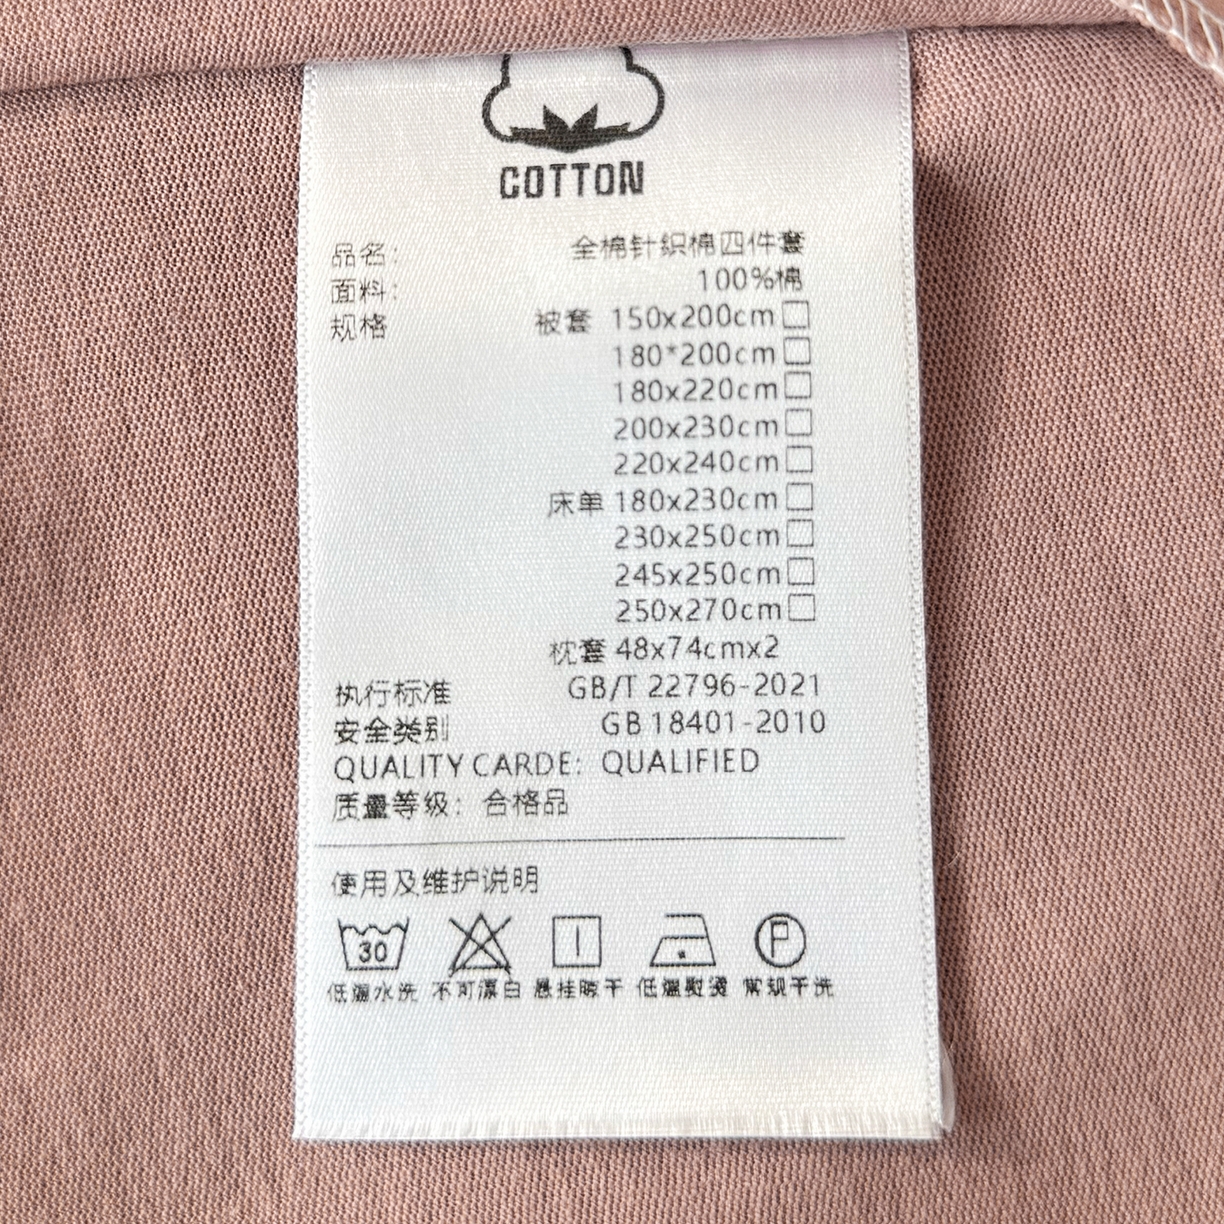 COTTON
品名: 全棉针织棉四件套
面料: 100%棉
规格 被套 150x200cm□
180*200cm□
180x220cm□
200x230cm□
220x240cm□
床单 180x230cm□
230x250cm□
245x250cm□
250x270cm□
枕套 48x74cmx2
执行标准 GB/T 22796-2021
安全类别 GB 18401-2010
QUALITY CARDE: QUALIFIED
质量等级: 合格品
使用及维护说明
30 P
低温水洗 不可漂白 悬挂晾干 低温熨烫 常规干洗